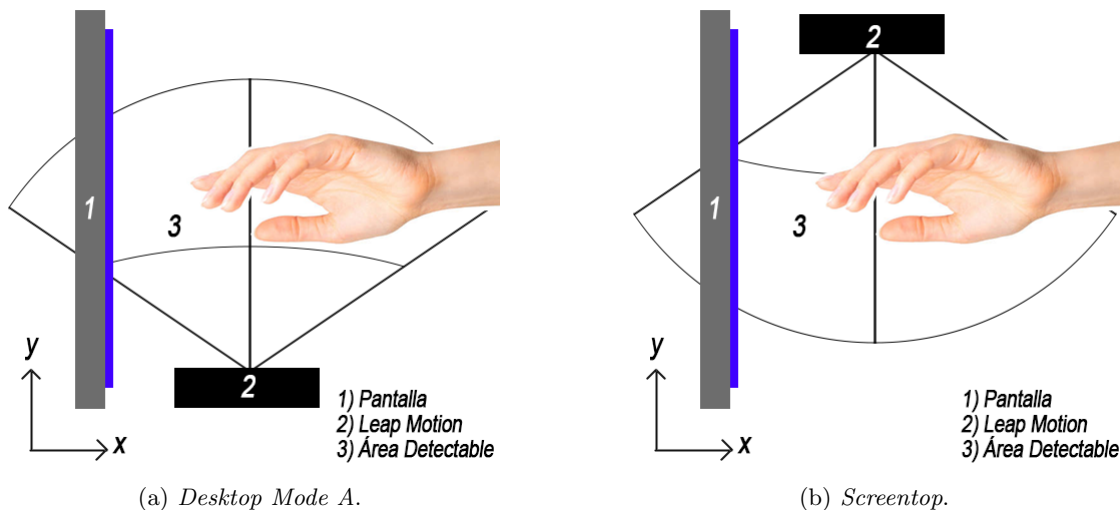 1
3
2
y
x
1) Pantalla
2) Leap Motion
3) Área Detectable
(a) Desktop Mode A.
2
1
3
y
x
1) Pantalla
2) Leap Motion
3) Área Detectable
(b) Screentop.